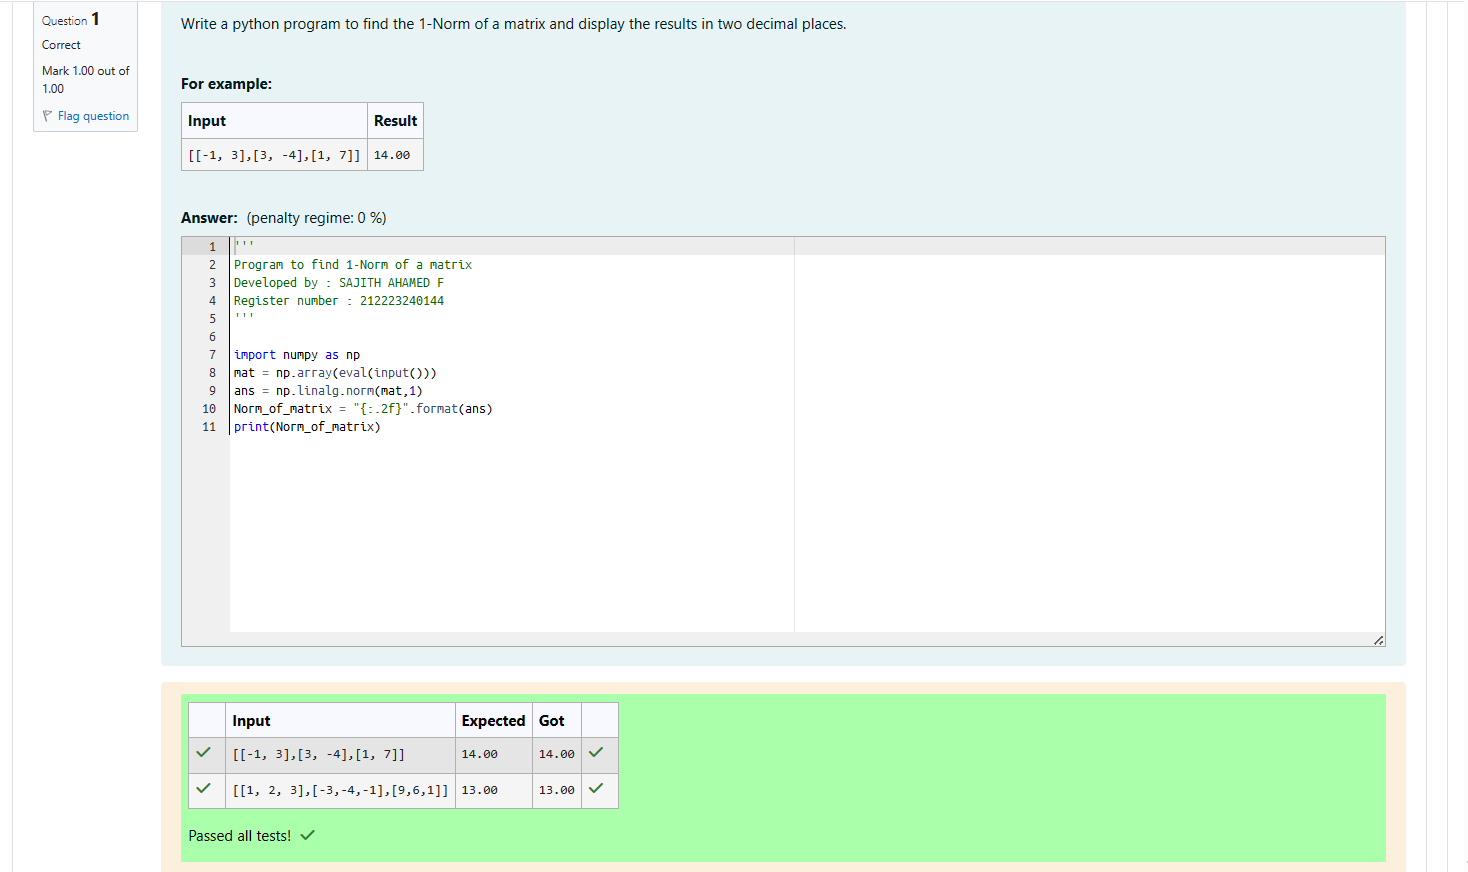 Question 1
Correct
Mark 1.00 out of
1.00
Flag question
Write a python program to find the 1-Norm of a matrix and display the results in two decimal places.
For example:
Input Result
[[-1, 3],[3, -4],[1, 7]] 14.00
Answer: (penalty regime: 0 %)
1 '''
2 Program to find 1-Norm of a matrix
3 Developed by : SAJITH AHAMED F
4 Register number : 212223240144
5 '''
6
7 import numpy as np
8 mat = np.array(eval(input()))
9 ans = np.linalg.norm(mat,1)
10 Norm_of_matrix = "{:.2f}".format(ans)
11 print(Norm_of_matrix)
Input Expected Got
[[-1, 3],[3, -4],[1, 7]] 14.00 14.00
[[1, 2, 3],[-3,-4,-1],[9,6,1]] 13.00 13.00
Passed all tests!